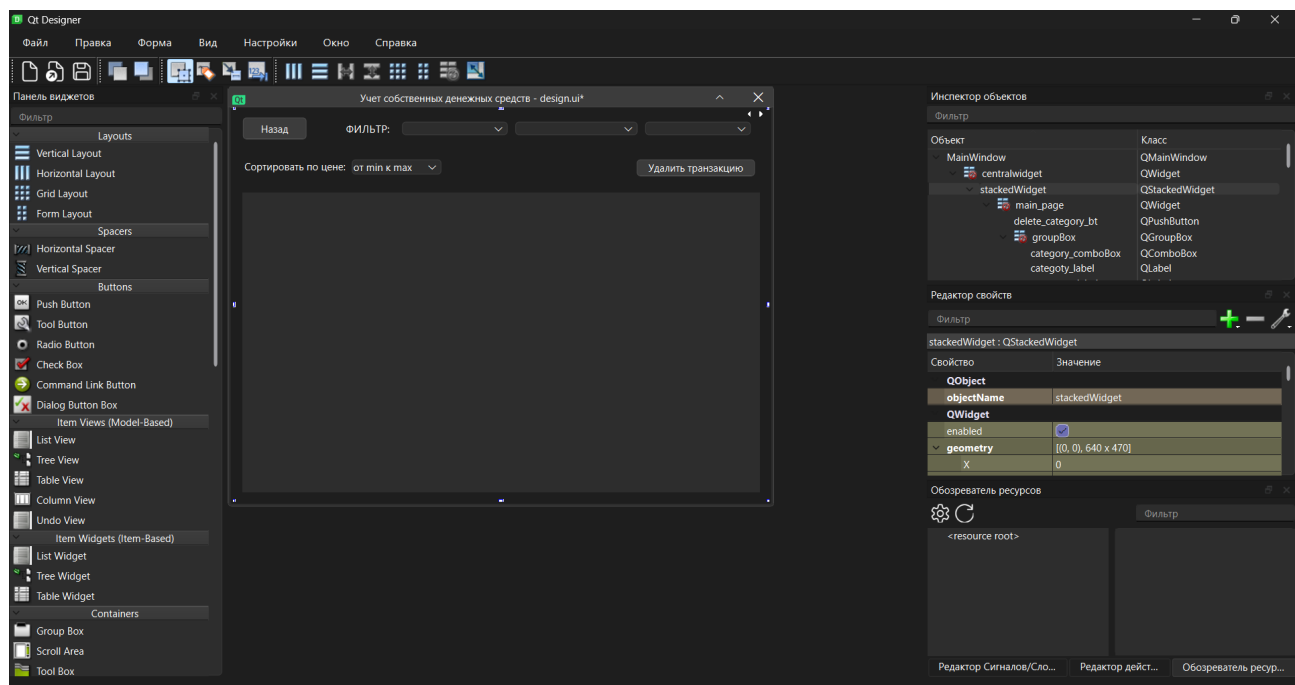 Qt Designer
Файл Правка Форма Вид Настройки Окно Справка
Панель виджетов
Фильтр
Layouts
Vertical Layout
Horizontal Layout
Grid Layout
Form Layout
Spacers
Horizontal Spacer
Vertical Spacer
Buttons
Push Button
Tool Button
Radio Button
Check Box
Command Link Button
Dialog Button Box
Item Views (Model-Based)
List View
Tree View
Table View
Column View
Undo View
Item Widgets (Item-Based)
List Widget
Tree Widget
Table Widget
Containers
Group Box
Scroll Area
Tool Box
Учет собственных денежных средств - design.ui*
Назад ФИЛЬТР:
Сортировать по цене: от min к max Удалить транзакцию
Инспектор объектов
Фильтр
Объект Класс
MainWindow QMainWindow
centralwidget QWidget
stackedWidget QStackedWidget
main_page QWidget
delete_category_bt QPushButton
groupBox QGroupBox
category_comboBox QComboBox
categoty_label QLabel
Редактор свойств
Фильтр
stackedWidget : QStackedWidget
Свойство Значение
QObject
objectName stackedWidget
QWidget
enabled
geometry [(0, 0), 640 x 470]
X 0
Обозреватель ресурсов
Фильтр
<resource root>
Редактор Сигналов/Сло... Редактор дейст... Обозреватель ресур...